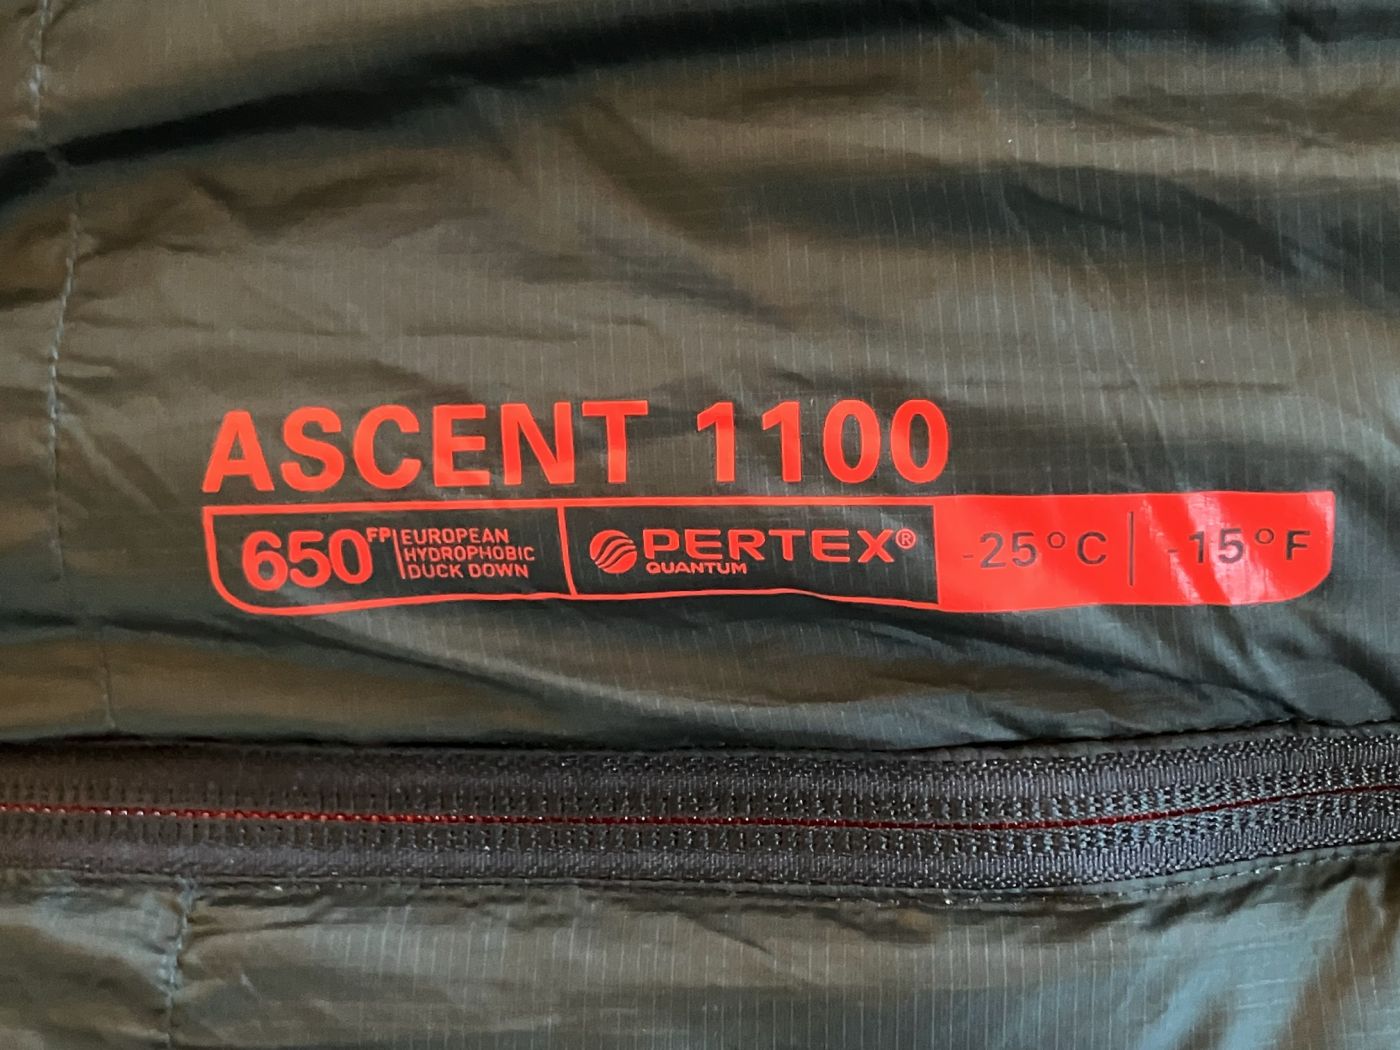 ASCENT 1100
650FP
EUROPEAN
HYDROPHOBIC
DUCK DOWN
PERTEX®
QUANTUM
-25°C | -15°F